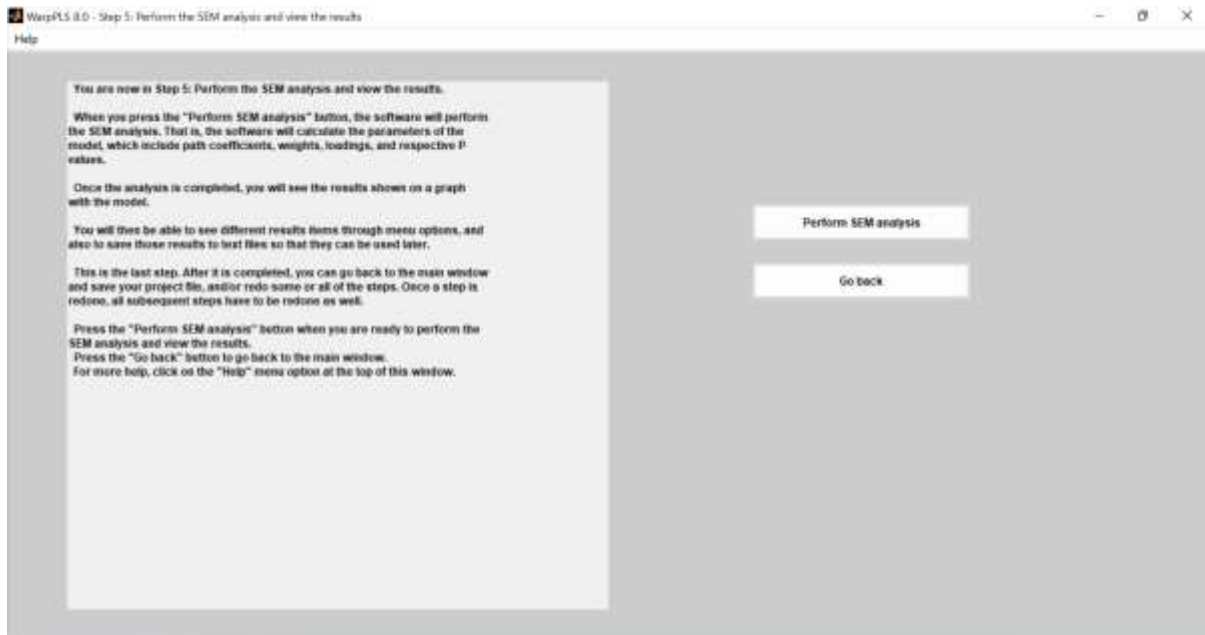 WarpPLS 8.0 - Step 5: Perform the SEM analysis and view the results
Help
You are now in Step 5: Perform the SEM analysis and view the results.
When you press the "Perform SEM analysis" button, the software will perform
the SEM analysis. That is, the software will calculate the parameters of the
model, which include path coefficients, weights, loadings, and respective P
values.
Once the analysis is completed, you will see the results shown on a graph
with the model.
You will then be able to see different results items through menu options, and
also to save those results to text files so that they can be used later.
This is the last step. After it is completed, you can go back to the main window
and save your project file, and/or redo some or all of the steps. Once a step is
redone, all subsequent steps have to be redone as well.
Press the "Perform SEM analysis" button when you are ready to perform the
SEM analysis and view the results.
Press the "Go back" button to go back to the main window.
For more help, click on the "Help" menu option at the top of this window.
Perform SEM analysis
Go back